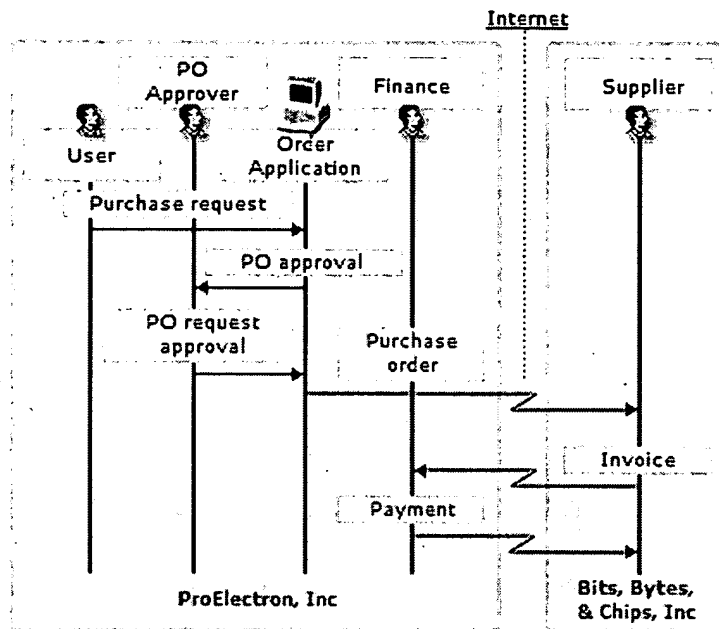 Internet
PO
Approver
Finance
Supplier
User
Order
Application
Purchase request
PO approval
PO request
approval
Purchase
order
Invoice
Payment
ProElectron, Inc
Bits, Bytes,
& Chips, Inc